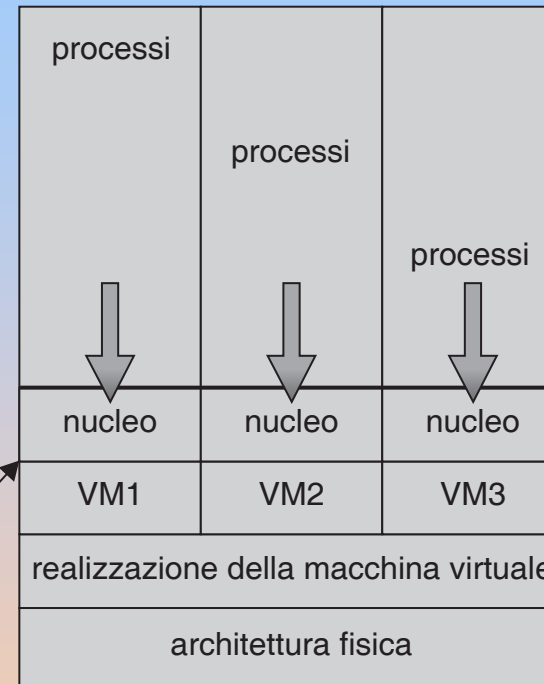 processi
processi
processi
nucleo nucleo nucleo
VM1 VM2 VM3
realizzazione della macchina virtuale
architettura fisica